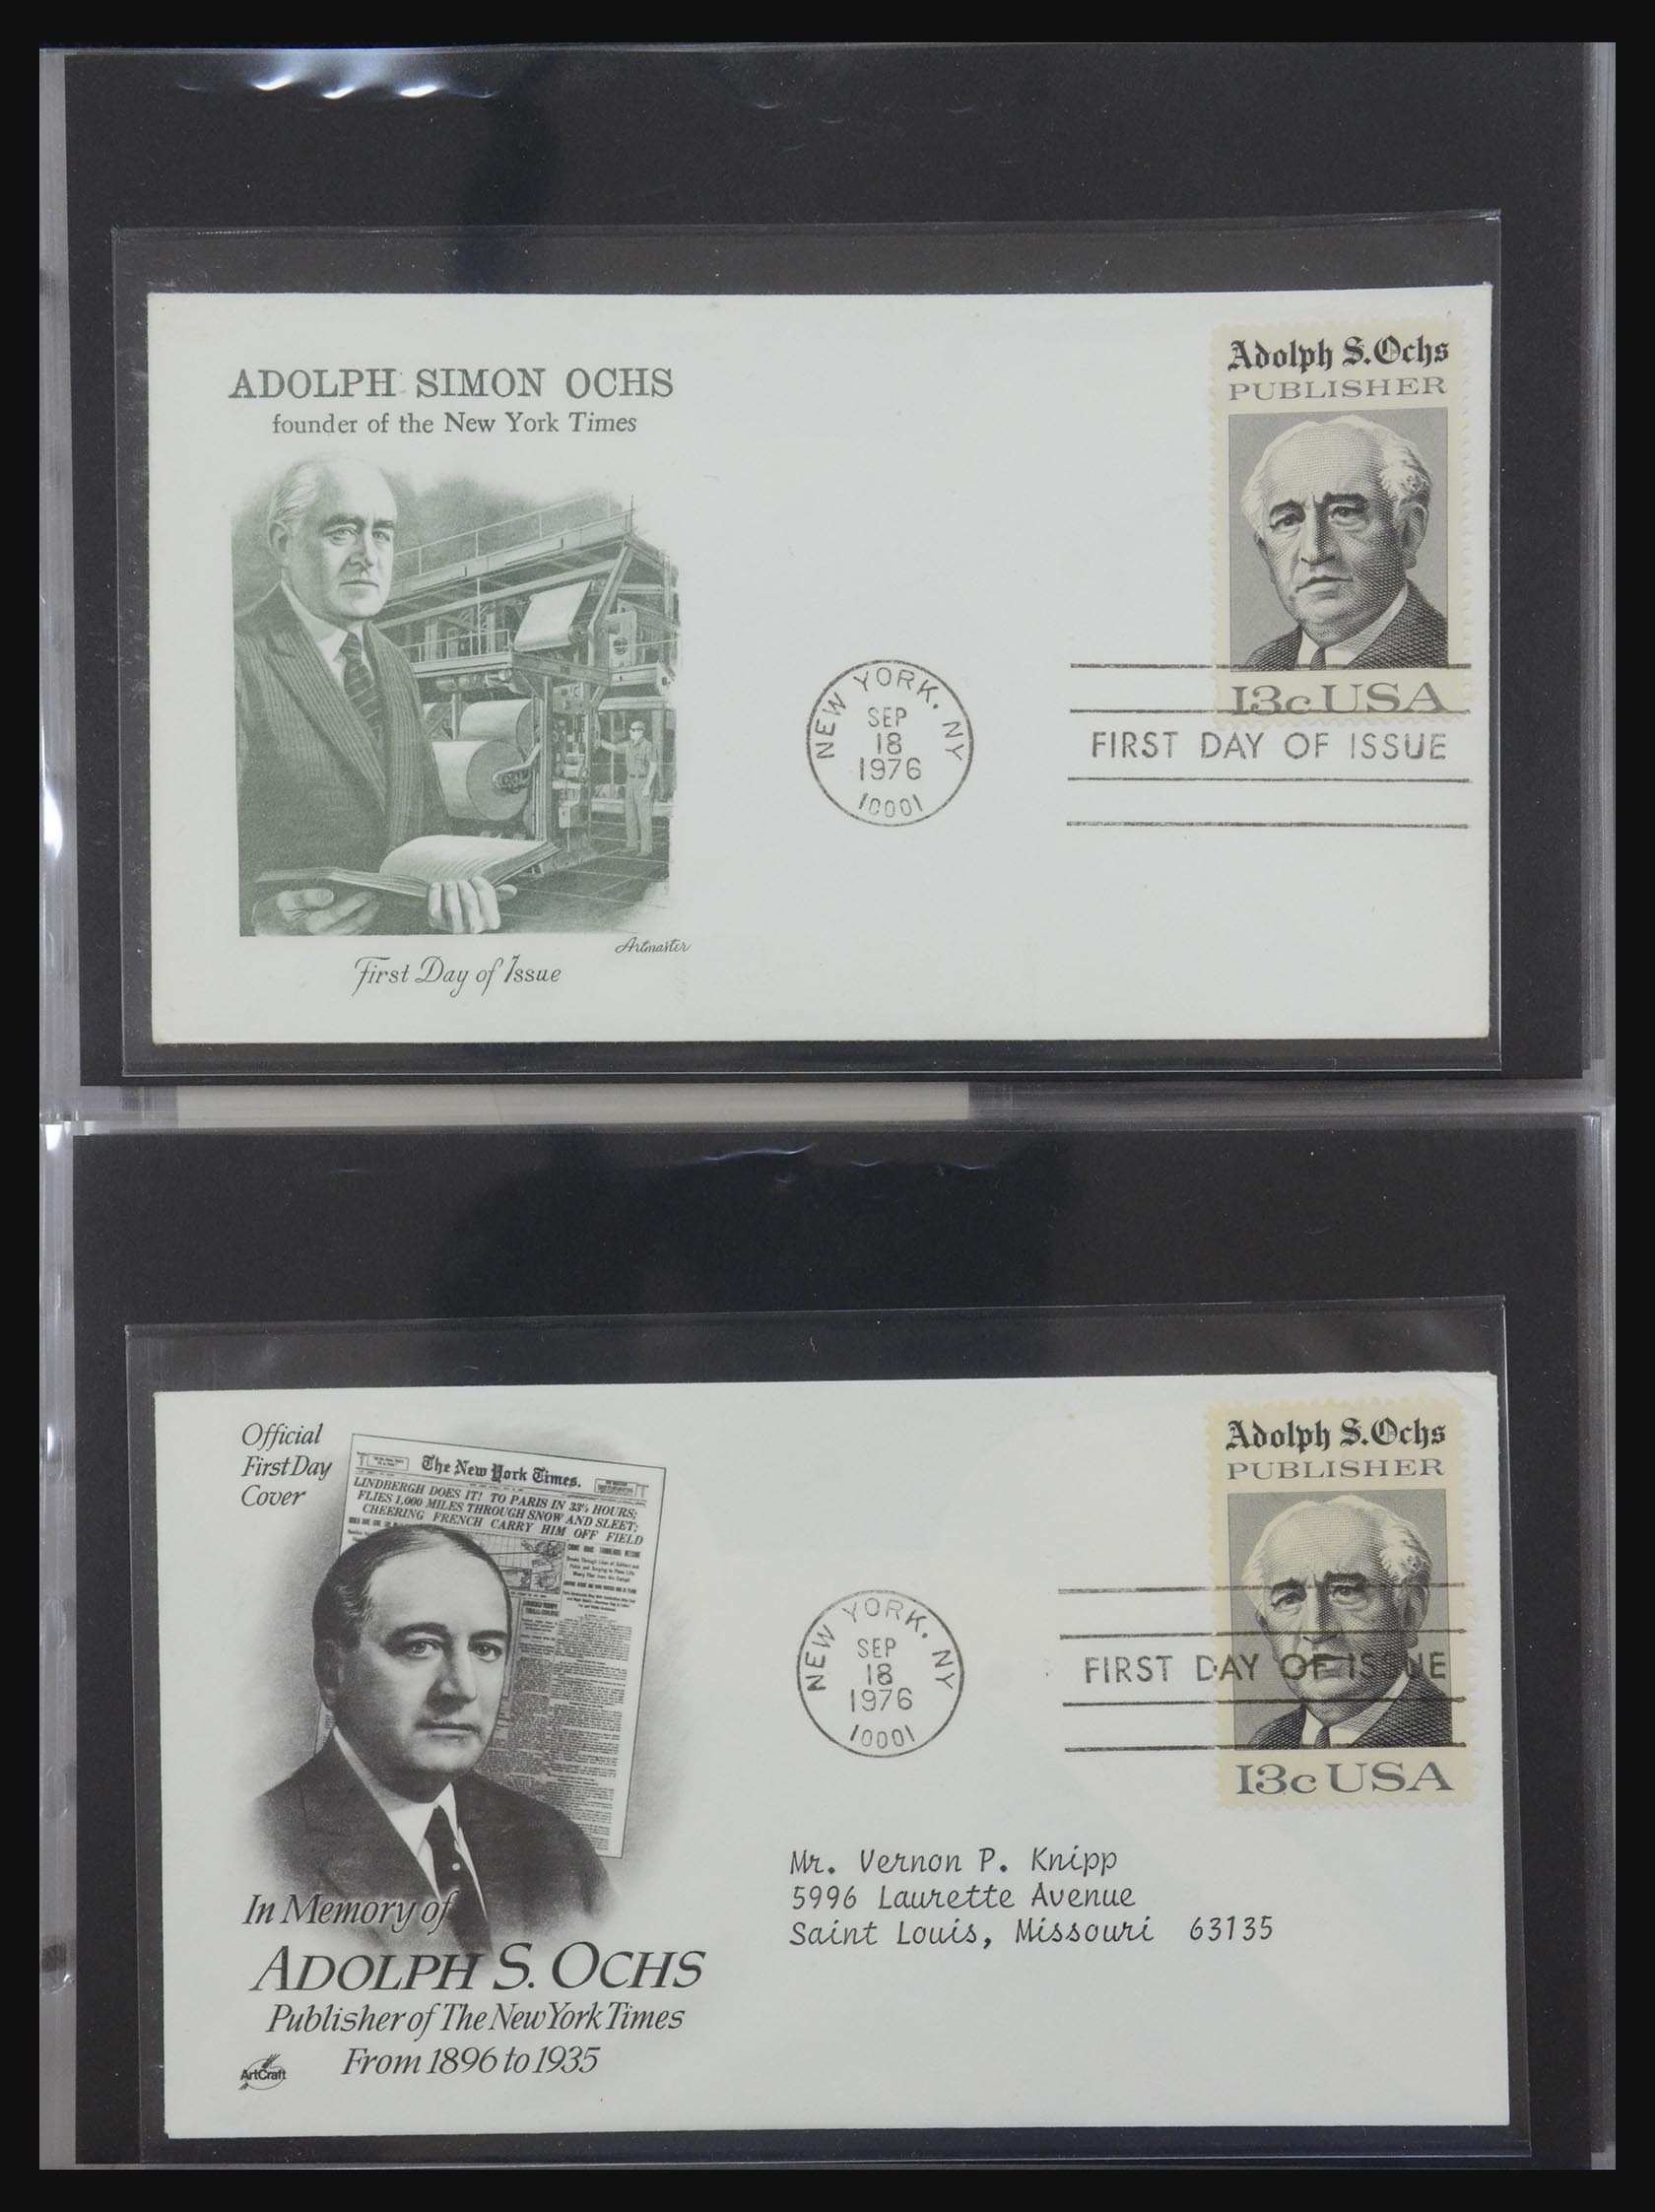 ADOLPH SIMON OCHS
founder of the New York Times
Artmaster
First Day of Issue
NEW YORK. NY
SEP
18
1976
10001
Adolph S. Ochs
PUBLISHER
13c USA
FIRST DAY OF ISSUE
Official
First Day
Cover
The New York Times.
LINDBERGH DOES IT! TO PARIS IN 33½ HOURS;
FLIES 1,000 MILES THROUGH SNOW AND SLEET;
CHEERING FRENCH CARRY HIM OFF FIELD
In Memory of
ADOLPH S. OCHS
Publisher of The New York Times
From 1896 to 1935
ArtCraft
NEW YORK. NY
SEP
18
1976
10001
Adolph S. Ochs
PUBLISHER
FIRST DAY OF ISSUE
13c USA
Mr. Vernon P. Knipp
5996 Laurette Avenue
Saint Louis, Missouri 63135